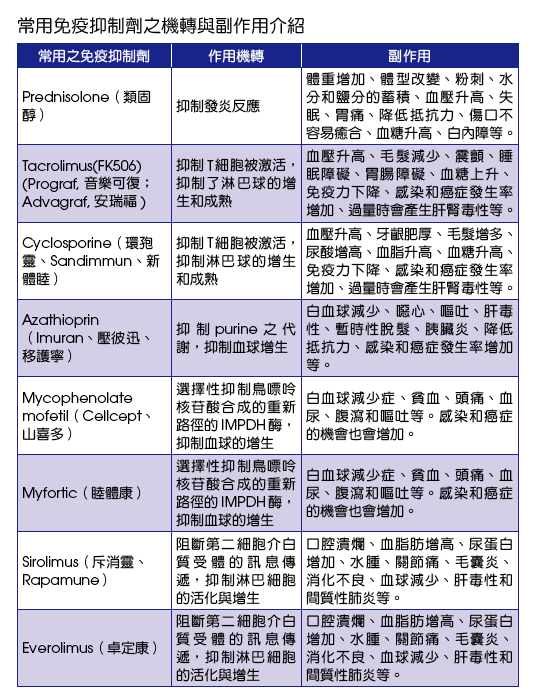 常用免疫抑制劑之機轉與副作用介紹
常用之免疫抑制劑
作用機轉
副作用
Prednisolone（類固
醇）
抑制發炎反應
體重增加、體型改變、粉刺、水
分和鹽分的蓄積、血壓升高、失
眠、胃痛、降低抵抗力、傷口不
容易癒合、血糖升高、白內障等。
Tacrolimus(FK506)
(Prograf, 音樂可復；
Advagraf, 安瑞福 )
抑制T細胞被激活，
抑制了淋巴球的增
生和成熟
血壓升高、毛髮減少、震顫、睡
眠障礙、胃腸障礙、血糖上升、
免疫力下降、感染和癌症發生率
增加、過量時會產生肝腎毒性等。
Cyclosporine（環孢
靈、Sandimmun、新
體睦）
抑制T細胞被激活，
抑制淋巴球的增生
和成熟
血壓升高、牙齦肥厚、毛髮增多、
尿酸增高、血脂升高、血糖升高、
免疫力下降、感染和癌症發生率
增加、過量時會產生肝腎毒性等。
Azathioprin
（Imuran、壓彼迅、
移護寧）
抑制purine之代
謝，抑制血球增生
白血球減少、噁心、嘔吐、肝毒
性、暫時性脫髮、胰臟炎、降低
抵抗力、感染和癌症發生率增加
等。
Mycophenolate
mofetil（Cellcept、
山喜多）
選擇性抑制鳥嘌呤
核苷酸合成的重新
路徑的IMPDH酶，
抑制血球的增生
白血球減少症、貧血、頭痛、血
尿、腹瀉和嘔吐等。感染和癌症
的機會也會增加。
Myfortic（睦體康）
選擇性抑制鳥嘌呤
核苷酸合成的重新
路徑的IMPDH酶，
抑制血球的增生
白血球減少症、貧血、頭痛、血
尿、腹瀉和嘔吐等。感染和癌症
的機會也會增加。
Sirolimus（斥消靈、
Rapamune）
阻斷第二細胞介白
質受體的訊息傳
遞，抑制淋巴細胞
的活化與增生
口腔潰爛、血脂肪增高、尿蛋白
增加、水腫、關節痛、毛囊炎、
消化不良、血球減少、肝毒性和
間質性肺炎等。
Everolimus（卓定康）
阻斷第二細胞介白
質受體的訊息傳
遞，抑制淋巴細胞
的活化與增生
口腔潰爛、血脂肪增高、尿蛋白
增加、水腫、關節痛、毛囊炎、
消化不良、血球減少、肝毒性和
間質性肺炎等。